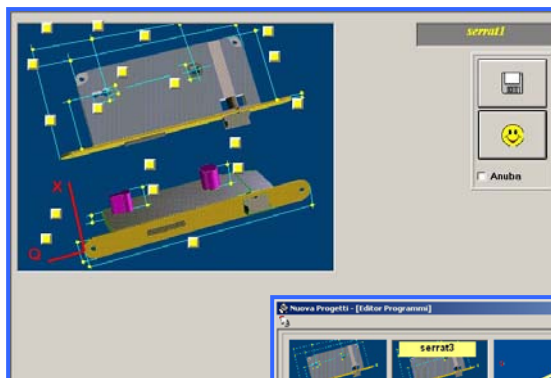 serrat1
Anuba
X
O
Nuova Progetti - [Editor Programmi]
serrat3